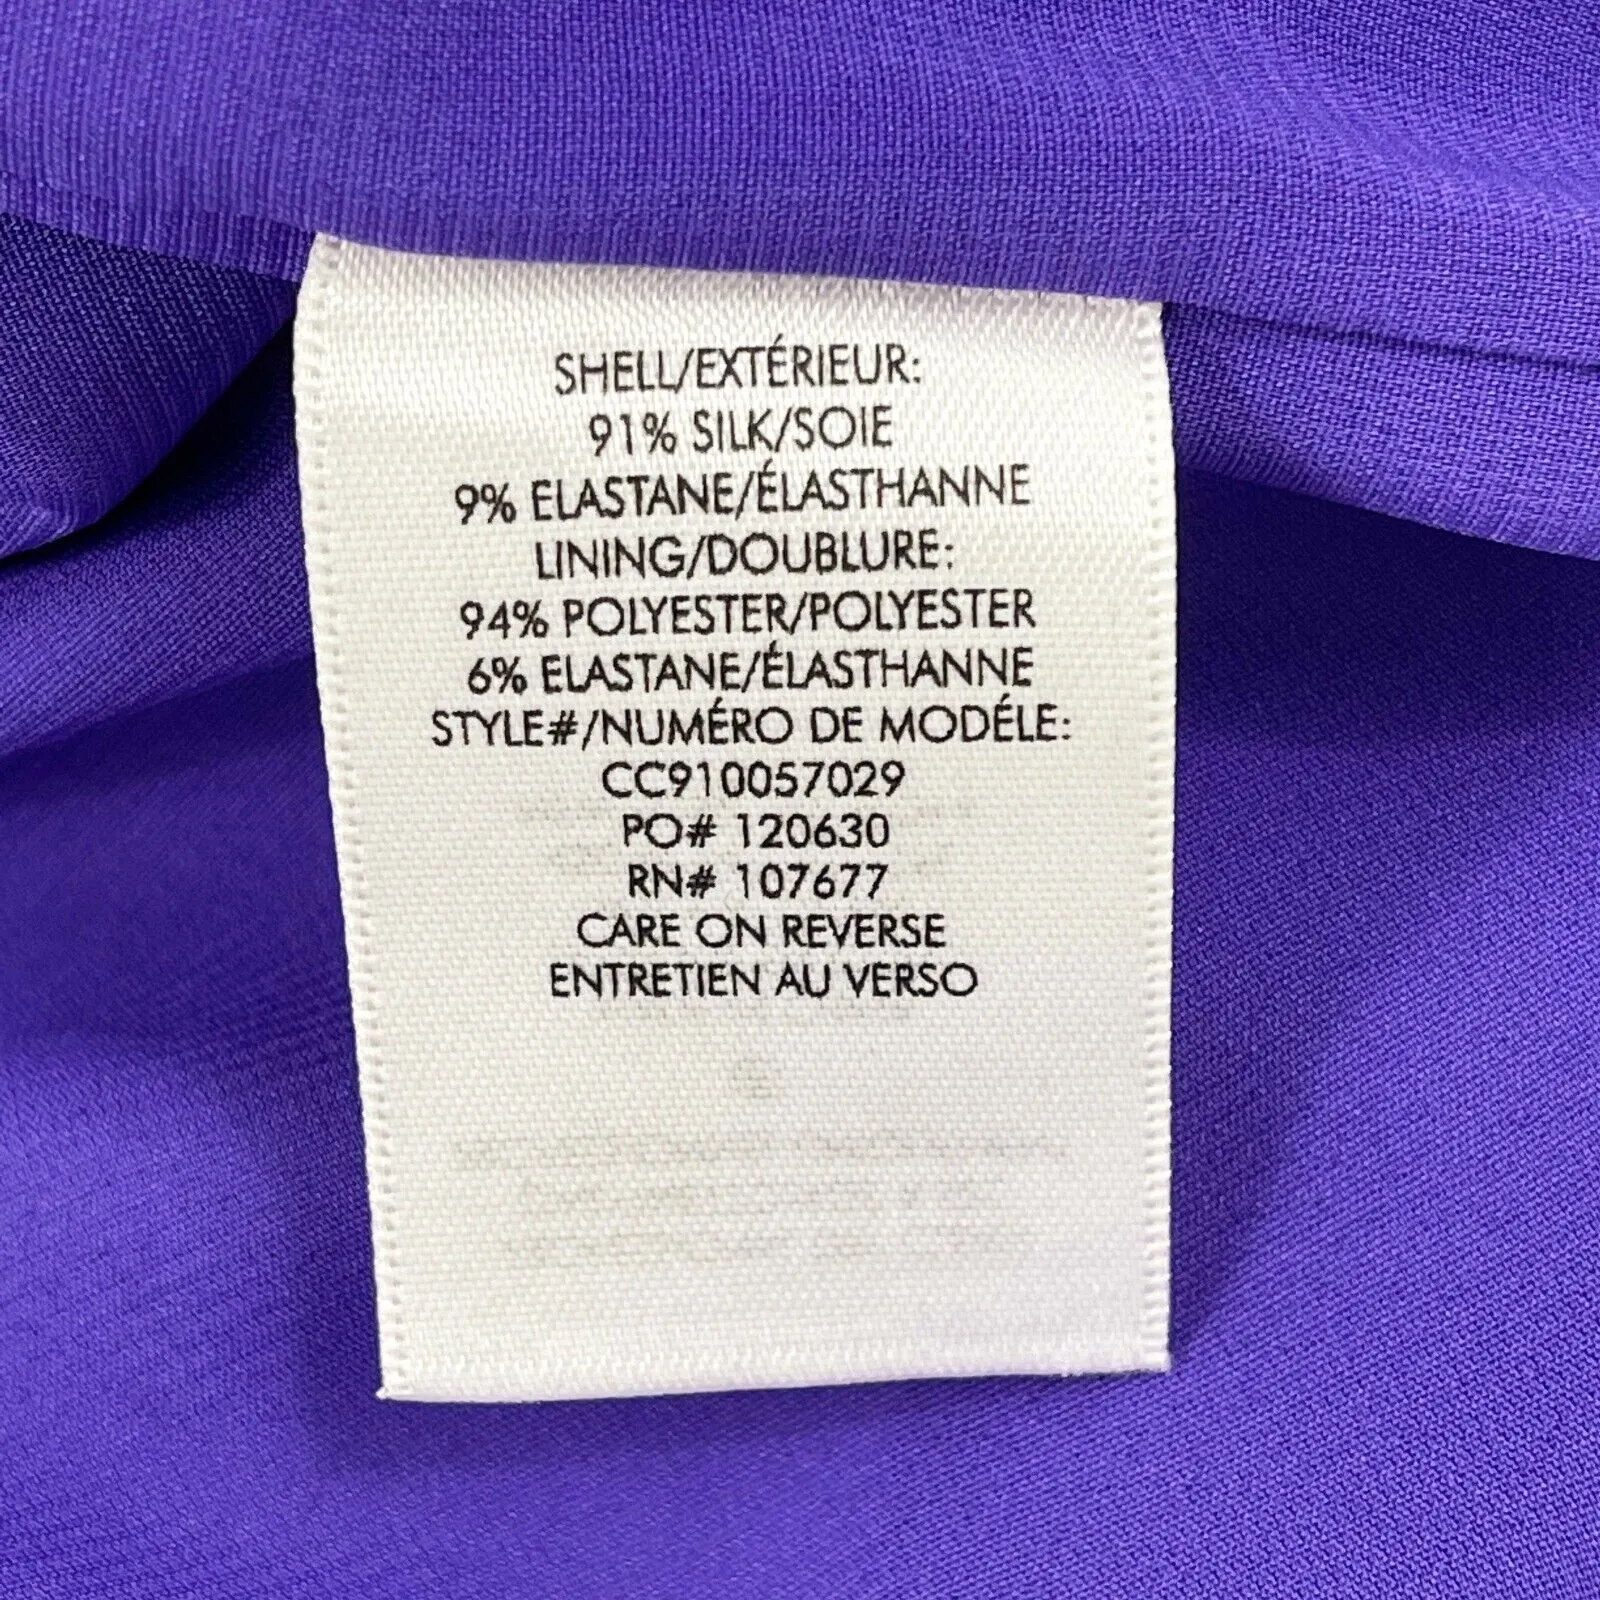 SHELL/EXTÉRIEUR:
91% SILK/SOIE
9% ELASTANE/ÉLASTHANNE
LINING/DOUBLURE:
94% POLYESTER/POLYESTER
6% ELASTANE/ÉLASTHANNE
STYLE#/NUMÉRO DE MODÉLE:
CC910057029
PO# 120630
RN# 107677
CARE ON REVERSE
ENTRETIEN AU VERSO